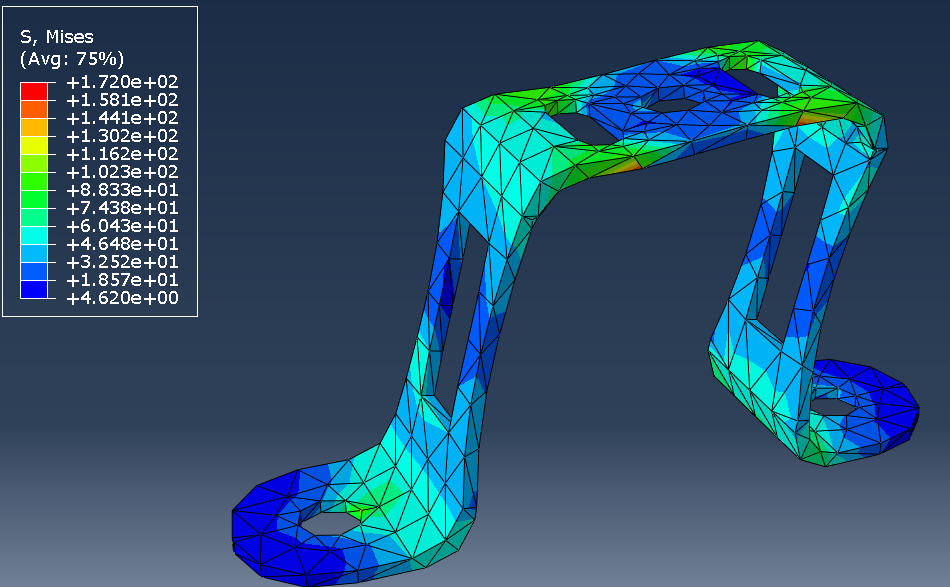 S, Mises
(Avg: 75%)
+1.720e+02
+1.581e+02
+1.441e+02
+1.302e+02
+1.162e+02
+1.023e+02
+8.833e+01
+7.438e+01
+6.043e+01
+4.648e+01
+3.252e+01
+1.857e+01
+4.620e+00